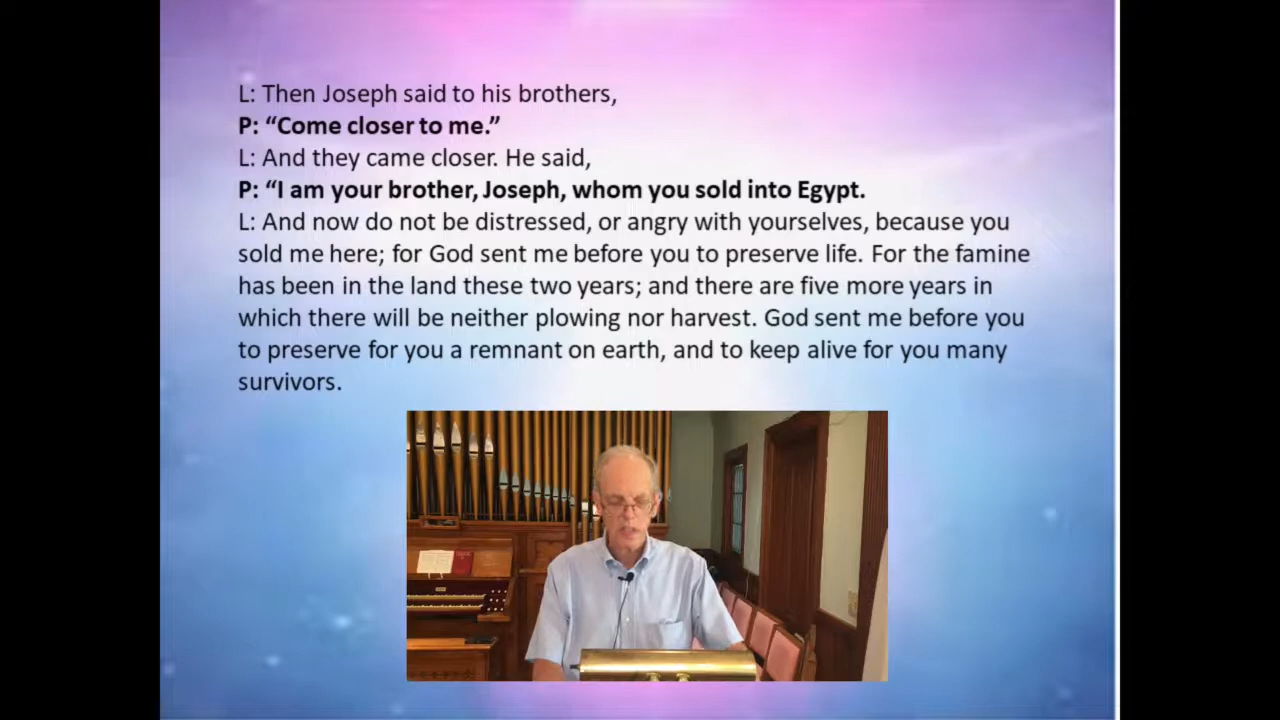 L: Then Joseph said to his brothers,
P: “Come closer to me.”
L: And they came closer. He said,
P: “I am your brother, Joseph, whom you sold into Egypt.
L: And now do not be distressed, or angry with yourselves, because you
sold me here; for God sent me before you to preserve life. For the famine
has been in the land these two years; and there are five more years in
which there will be neither plowing nor harvest. God sent me before you
to preserve for you a remnant on earth, and to keep alive for you many
survivors.